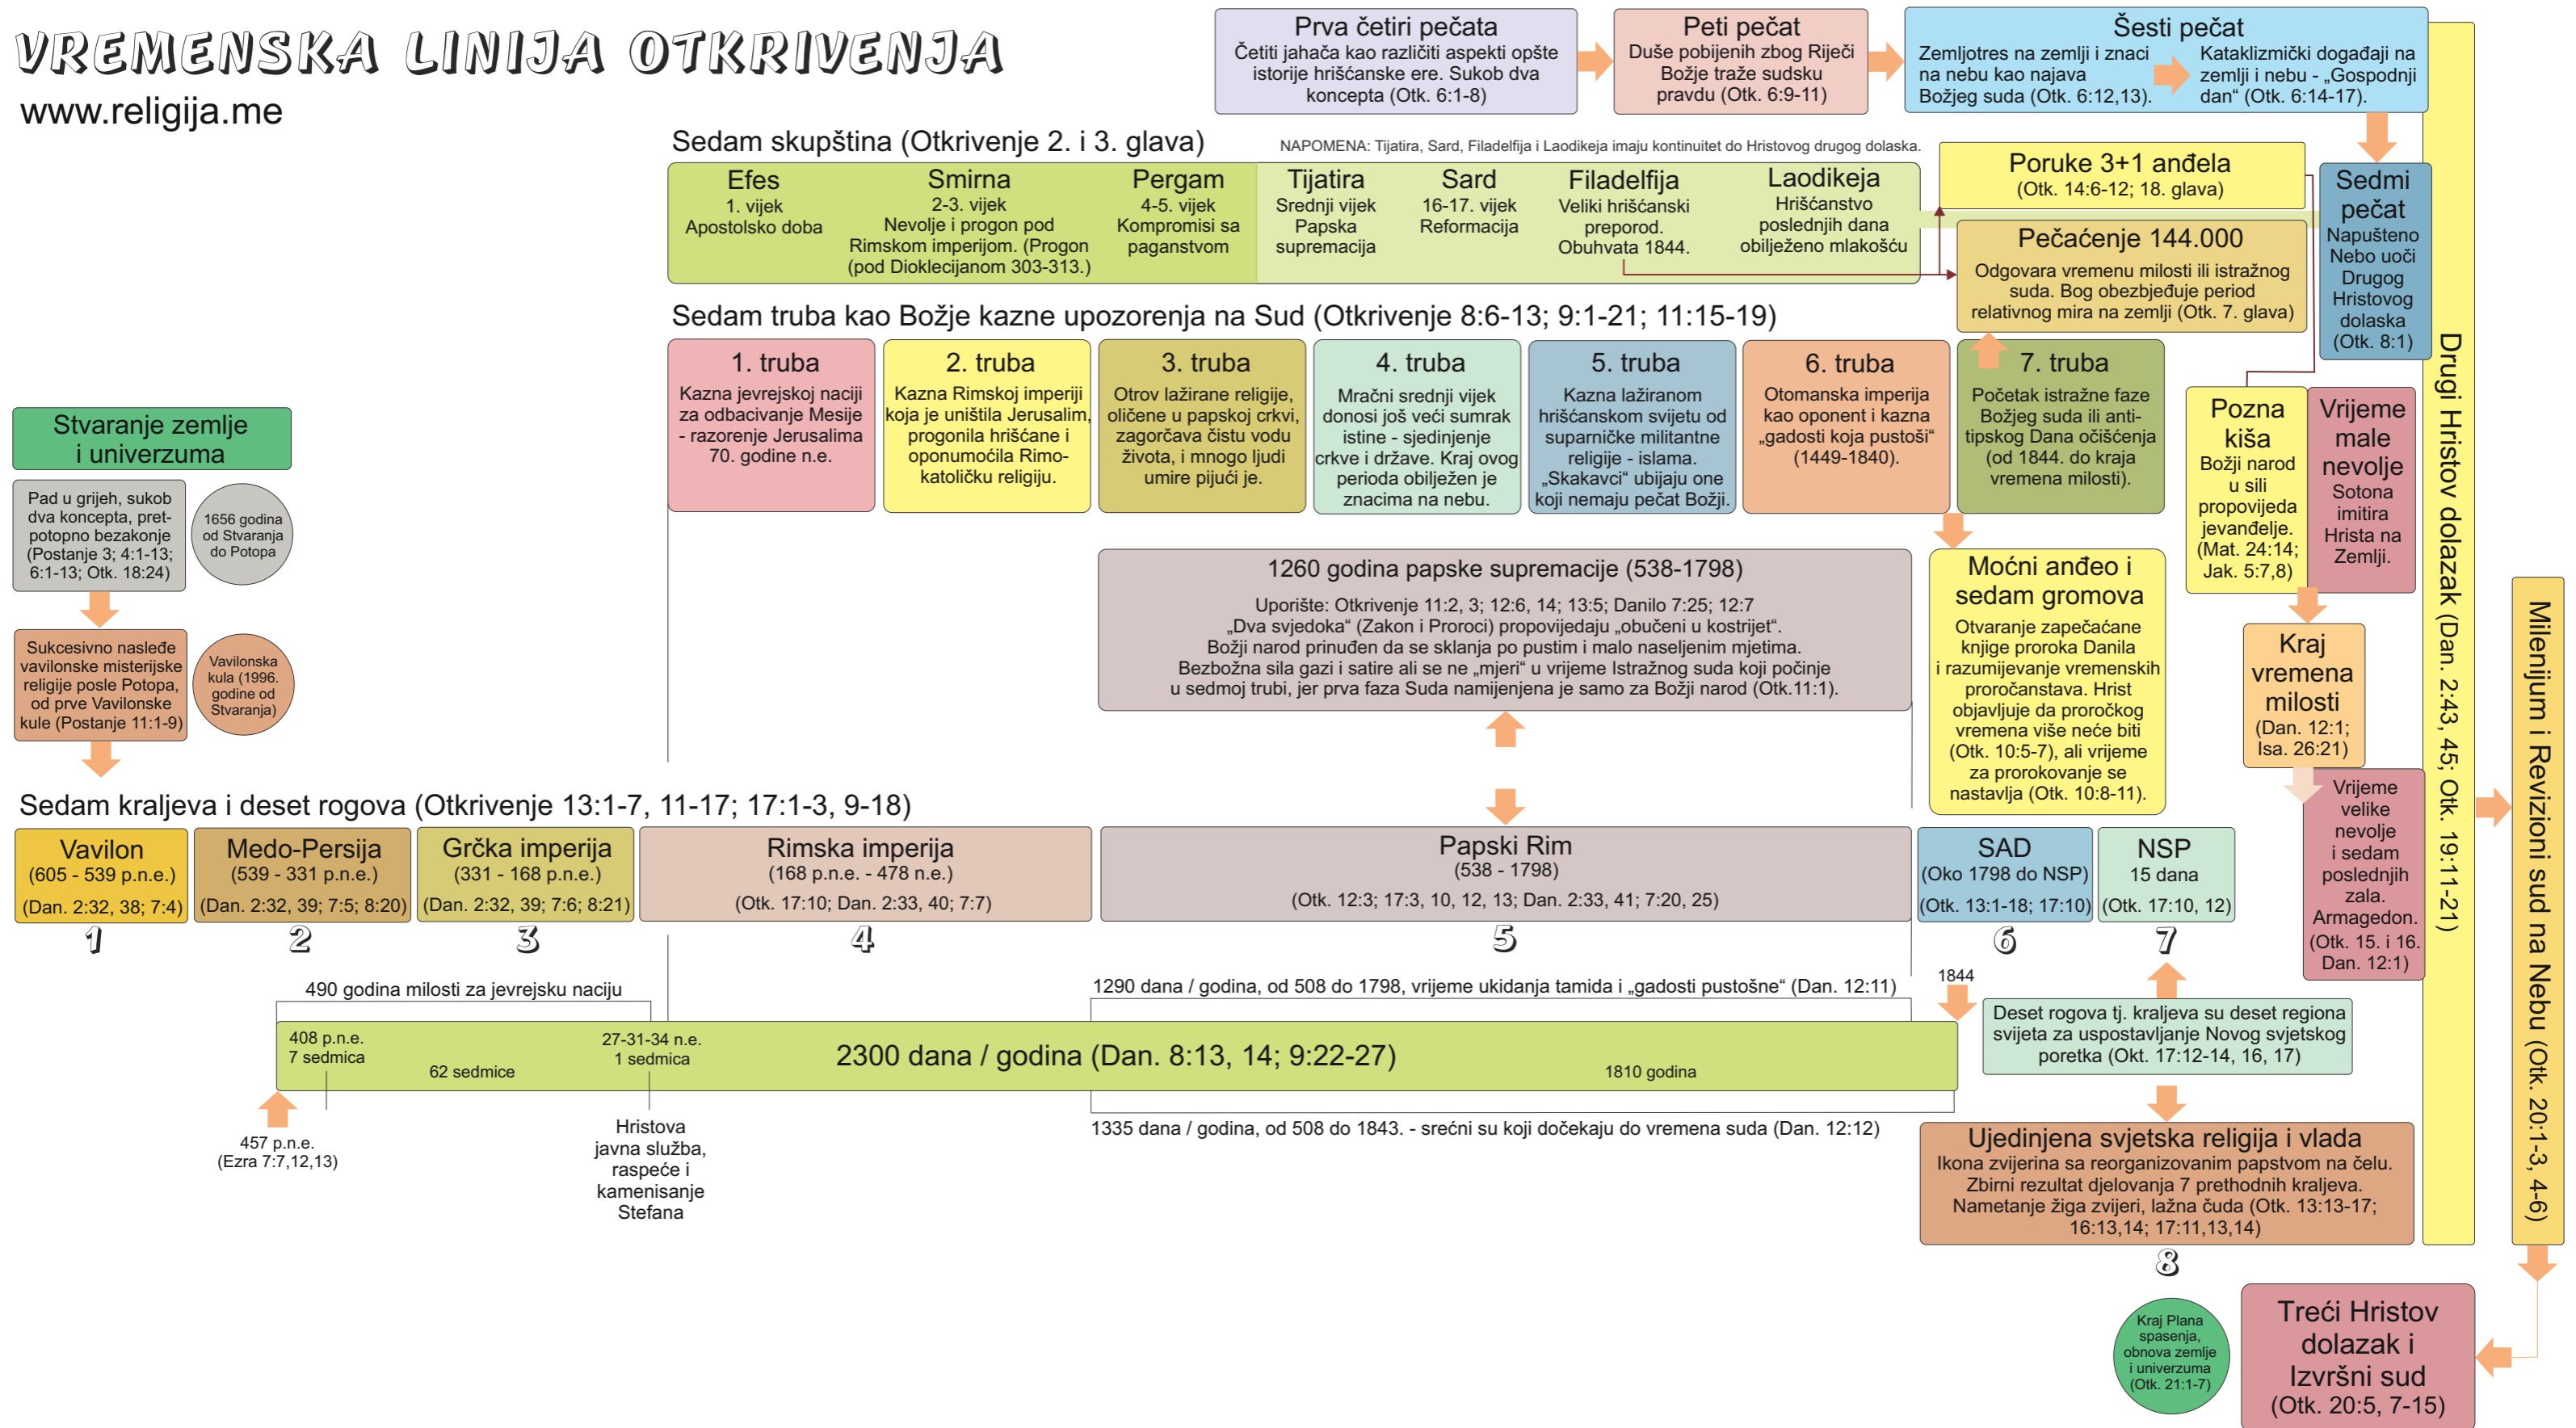 VREMENSKA LINIJA OTKRIVENJA
www.religija.me
Prva četiri pečata
Četiti jahača kao različiti aspekti opšte
istorije hrišćanske ere. Sukob dva
koncepta (Otk. 6:1-8)
Peti pečat
Duše pobijenih zbog Riječi
Božje traže sudsku
pravdu (Otk. 6:9-11)
Šesti pečat
Zemljotres na zemlji i znaci
na nebu kao najava
Božjeg suda (Otk. 6:12,13).
Kataklizmički događaji na
zemlji i nebu - „Gospodnji
dan“ (Otk. 6:14-17).
Sedam skupština (Otkrivenje 2. i 3. glava)
NAPOMENA: Tijatira, Sard, Filadelfija i Laodikeja imaju kontinuitet do Hristovog drugog dolaska.
Efes
1. vijek
Apostolsko doba
Smirna
2-3. vijek
Nevolje i progon pod
Rimskom imperijom. (Progon
(pod Dioklecijanom 303-313.)
Pergam
4-5. vijek
Kompromisi sa
paganstvom
Tijatira
Srednji vijek
Papska
supremacija
Sard
16-17. vijek
Reformacija
Filadelfija
Veliki hrišćanski
preporod.
Obuhvata 1844.
Laodikeja
Hrišćanstvo
poslednjih dana
obilježeno mlakošću
Poruke 3+1 anđela
(Otk. 14:6-12; 18. glava)
Pečaćenje 144.000
Odgovara vremenu milosti ili istražnog
suda. Bog obezbjeđuje period
relativnog mira na zemlji (Otk. 7. glava)
Sedmi
pečat
Napušteno
Nebo uoči
Drugog
Hristovog
dolaska
(Otk. 8:1)
Sedam truba kao Božje kazne upozorenja na Sud (Otkrivenje 8:6-13; 9:1-21; 11:15-19)
1. truba
Kazna jevrejskoj naciji
za odbacivanje Mesije
- razorenje Jerusalima
70. godine n.e.
2. truba
Kazna Rimskoj imperiji
koja je uništila Jerusalim,
progonila hrišćane i
oponumoćila Rimo-
katoličku religiju.
3. truba
Otrov lažirane religije,
oličene u papskoj crkvi,
zagorčava čistu vodu
života, i mnogo ljudi
umire pijući je.
4. truba
Mračni srednji vijek
donosi još veći sumrak
istine - sjedinjenje
crkve i države. Kraj ovog
perioda obilježen je
znacima na nebu.
5. truba
Kazna lažiranom
hrišćanskom svijetu od
suparničke militantne
religije - islama.
„Skakavci“ ubijaju one
koji nemaju pečat Božji.
6. truba
Otomanska imperija
kao oponent i kazna
„gadosti koja pustoši“
(1449-1840).
7. truba
Početak istražne faze
Božjeg suda ili anti-
tipskog Dana očišćenja
(od 1844. do kraja
vremena milosti).
Pozna
kiša
Božji narod
u sili
propovijeda
jevanđelje.
(Mat. 24:14;
Jak. 5:7,8)
Vrijeme
male
nevolje
Sotona
imitira
Hrista na
Zemlji.
Drugi Hristov dolazak (Dan. 2:43, 45; Otk. 19:11-21)
Milenijum i Revizioni sud na Nebu (Otk. 20:1-3, 4-6)
Stvaranje zemlje
i univerzuma
Pad u grijeh, sukob
dva koncepta, pret-
potopno bezakonje
(Postanje 3; 4:1-13;
6:1-13; Otk. 18:24)
1656 godina
od Stvaranja
do Potopa
Sukcesivno nasleđe
vavilonske misterijske
religije posle Potopa,
od prve Vavilonske
kule (Postanje 11:1-9)
Vavilonska
kula (1996.
godine od
Stvaranja)
1260 godina papske supremacije (538-1798)
Uporište: Otkrivenje 11:2, 3; 12:6, 14; 13:5; Danilo 7:25; 12:7
„Dva svjedoka“ (Zakon i Proroci) propovijedaju „obučeni u kostrijet“.
Božji narod prinuđen da se sklanja po pustim i malo naseljenim mjetima.
Bezbožna sila gazi i satire ali se ne „mjeri“ u vrijeme Istražnog suda koji počinje
u sedmoj trubi, jer prva faza Suda namijenjena je samo za Božji narod (Otk.11:1).
Moćni anđeo i
sedam gromova
Otvaranje zapečaćane
knjige proroka Danila
i razumijevanje vremenskih
proročanstava. Hrist
objavljuje da proročkog
vremena više neće biti
(Otk. 10:5-7), ali vrijeme
za prorokovanje se
nastavlja (Otk. 10:8-11).
Kraj
vremena
milosti
(Dan. 12:1;
Isa. 26:21)
Vrijeme
velike
nevolje
i sedam
poslednjih
zala.
Armagedon.
(Otk. 15. i 16.
Dan. 12:1)
Sedam kraljeva i deset rogova (Otkrivenje 13:1-7, 11-17; 17:1-3, 9-18)
Vavilon
(605 - 539 p.n.e.)
(Dan. 2:32, 38; 7:4)
1
Medo-Persija
(539 - 331 p.n.e.)
(Dan. 2:32, 39; 7:5; 8:20)
2
Grčka imperija
(331 - 168 p.n.e.)
(Dan. 2:32, 39; 7:6; 8:21)
3
Rimska imperija
(168 p.n.e. - 478 n.e.)
(Otk. 17:10; Dan. 2:33, 40; 7:7)
4
Papski Rim
(538 - 1798)
(Otk. 12:3; 17:3, 10, 12, 13; Dan. 2:33, 41; 7:20, 25)
5
SAD
(Oko 1798 do NSP)
(Otk. 13:1-18; 17:10)
6
NSP
15 dana
(Otk. 17:10, 12)
7
490 godina milosti za jevrejsku naciju
1290 dana / godina, od 508 do 1798, vrijeme ukidanja tamida i „gadosti pustošne“ (Dan. 12:11)
1844
408 p.n.e.
7 sedmica
62 sedmice
27-31-34 n.e.
1 sedmica
2300 dana / godina (Dan. 8:13, 14; 9:22-27)
1810 godina
457 p.n.e.
(Ezra 7:7,12,13)
Hristova
javna služba,
raspeće i
kamenisanje
Stefana
1335 dana / godina, od 508 do 1843. - srećni su koji dočekaju do vremena suda (Dan. 12:12)
Deset rogova tj. kraljeva su deset regiona
svijeta za uspostavljanje Novog svjetskog
poretka (Okt. 17:12-14, 16, 17)
Ujedinjena svjetska religija i vlada
Ikona zvijerina sa reorganizovanim papstvom na čelu.
Zbirni rezultat djelovanja 7 prethodnih kraljeva.
Nametanje žiga zvijeri, lažna čuda (Otk. 13:13-17;
16:13,14; 17:11,13,14)
8
Kraj Plana
spasenja,
obnova zemlje
i univerzuma
(Otk. 21:1-7)
Treći Hristov
dolazak i
Izvršni sud
(Otk. 20:5, 7-15)